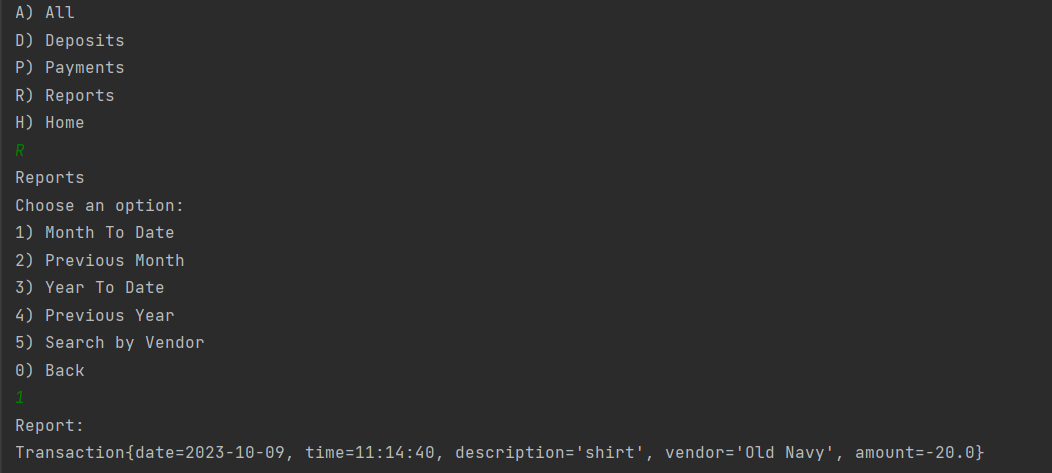 A) All
D) Deposits
P) Payments
R) Reports
H) Home
R
Reports
Choose an option:
1) Month To Date
2) Previous Month
3) Year To Date
4) Previous Year
5) Search by Vendor
0) Back
1
Report:
Transaction{date=2023-10-09, time=11:14:40, description='shirt', vendor='Old Navy', amount=-20.0}